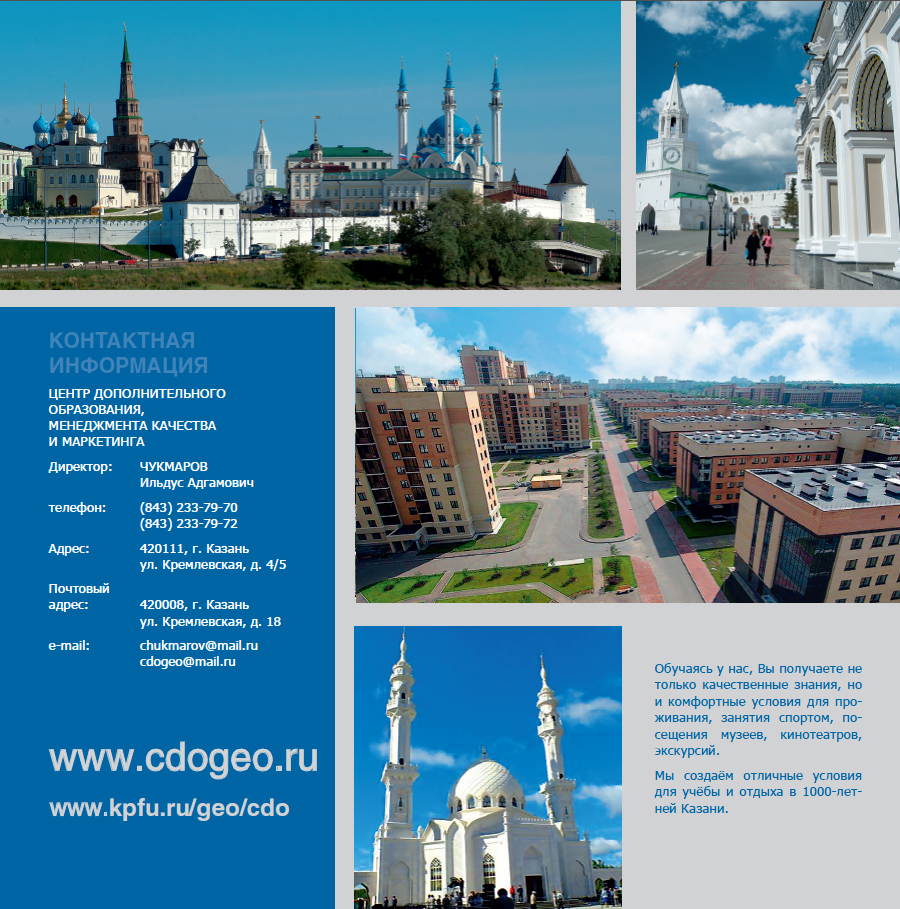 КОНТАКТНАЯ
ИНФОРМАЦИЯ
ЦЕНТР ДОПОЛНИТЕЛЬНОГО
ОБРАЗОВАНИЯ,
МЕНЕДЖМЕНТА КАЧЕСТВА
И МАРКЕТИНГА
Директор: ЧУКМАРОВ
Ильдус Адгамович
телефон: (843) 233-79-70
(843) 233-79-72
Адрес: 420111, г. Казань
ул. Кремлевская, д. 4/5
Почтовый
адрес: 420008, г. Казань
ул. Кремлевская, д. 18
e-mail: chukmarov@mail.ru
cdogeo@mail.ru
www.cdogeo.ru
www.kpfu.ru/geo/cdo
Обучаясь у нас, Вы получаете не
только качественные знания, но
и комфортные условия для про-
живания, занятия спортом, по-
сещения музеев, кинотеатров,
экскурсий.
Мы создаём отличные условия
для учёбы и отдыха в 1000-лет-
ней Казани.